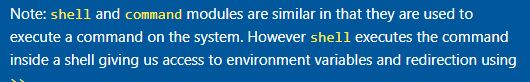 Note: shell and command modules are similar in that they are used to
execute a command on the system. However shell executes the command
inside a shell giving us access to environment variables and redirection using